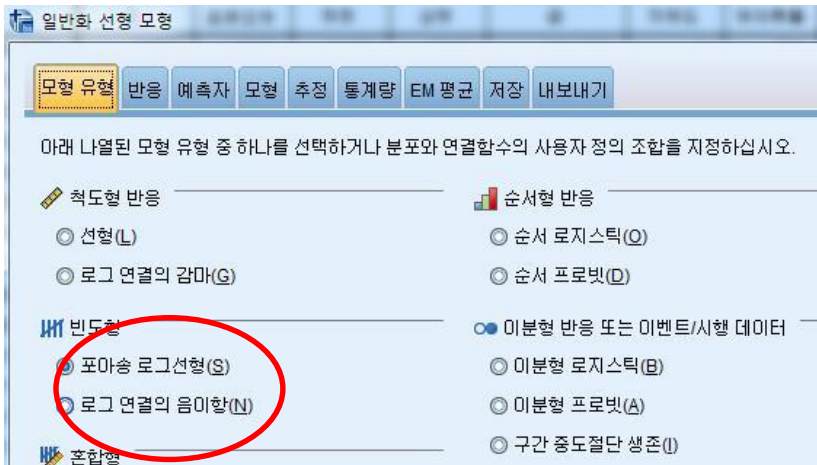 일반화 선형 모형
모형 유형 반응 예측자 모형 추정 통계량 EM 평균 저장 내보내기
아래 나열된 모형 유형 중 하나를 선택하거나 분포와 연결함수의 사용자 정의 조합을 지정하십시오.
척도형 반응
선형(L)
로그 연결의 감마(G)
순서형 반응
순서 로지스틱(O)
순서 프로빗(D)
빈도형
포아송 로그선형(S)
로그 연결의 음이항(N)
이분형 반응 또는 이벤트/시행 데이터
이분형 로지스틱(B)
이분형 프로빗(A)
구간 중도절단 생존(I)
혼합형